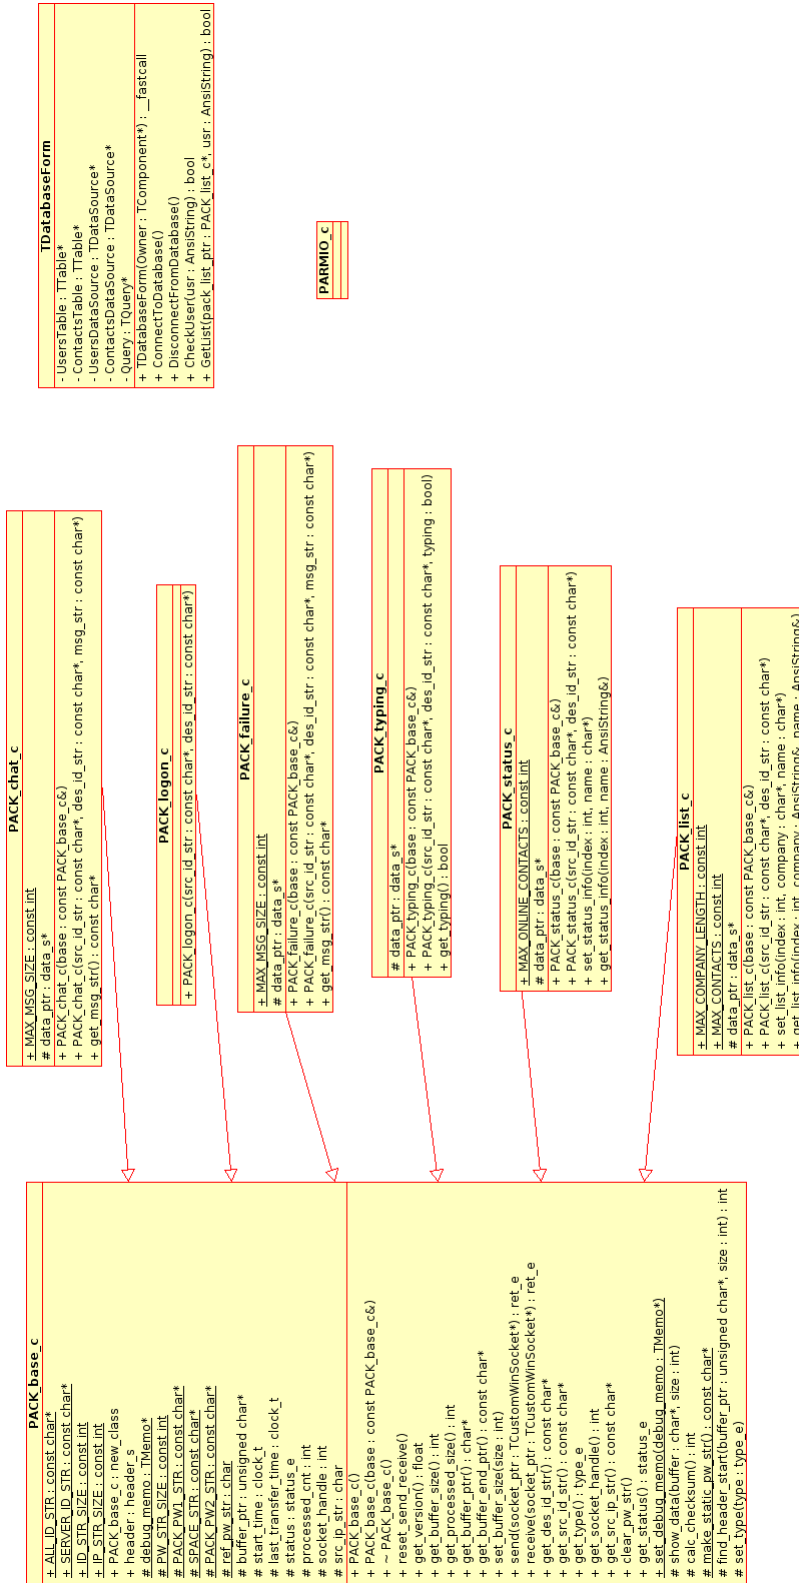 PACK_base_c
+ ALL_ID_STR : const char*
+ SERVER_ID_STR : const char*
+ ID_STR_SIZE : const int
+ IP_STR_SIZE : const int
+ PACK_base_c : new_class
+ header : header_s
# debug_memo : TMemo*
# PW_STR_SIZE : const int
# PACK_PW1_STR : const char*
# SPACE_STR : const char*
# PACK_PW2_STR : const char*
# ref_pw_str : char
# buffer_ptr : unsigned char*
# start_time : clock_t
# last_transfer_time : clock_t
# status : status_e
# processed_cnt : int
# socket_handle : int
# src_ip_str : char
+ PACK_base_c()
+ PACK_base_c(base : const PACK_base_c&)
+ ~ PACK_base_c()
+ reset_send_receive()
+ get_version() : float
+ get_buffer_size() : int
+ get_processed_size() : int
+ get_buffer_ptr() : char*
+ get_buffer_end_ptr() : const char*
+ set_buffer_size(size : int)
+ send(socket_ptr : TCustomWinSocket*) : ret_e
+ receive(socket_ptr : TCustomWinSocket*) : ret_e
+ get_des_id_str() : const char*
+ get_src_id_str() : const char*
+ get_type() : type_e
+ get_socket_handle() : int
+ get_src_ip_str() : const char*
+ clear_pw_str()
+ get_status() : status_e
+ set_debug_memo(debug_memo : TMemo*)
# show_data(buffer : char*, size : int)
# calc_checksum() : int
# make_static_pw_str() : const char*
# find_header_start(buffer_ptr : unsigned char*, size : int) : int
# set_type(type : type_e)
PACK_chat_c
+ MAX_MSG_SIZE : const int
# data_ptr : data_s*
+ PACK_chat_c(base : const PACK_base_c&)
+ PACK_chat_c(src_id_str : const char*, des_id_str : const char*, msg_str : const char*)
+ get_msg_str() : const char*
PACK_logon_c
+ PACK_logon_c(src_id_str : const char*, des_id_str : const char*)
PACK_failure_c
+ MAX_MSG_SIZE : const int
# data_ptr : data_s*
+ PACK_failure_c(base : const PACK_base_c&)
+ PACK_failure_c(src_id_str : const char*, des_id_str : const char*, msg_str : const char*)
+ get_msg_str() : const char*
PACK_typing_c
# data_ptr : data_s*
+ PACK_typing_c(base : const PACK_base_c&)
+ PACK_typing_c(src_id_str : const char*, des_id_str : const char*, typing : bool)
+ get_typing() : bool
PACK_status_c
+ MAX_ONLINE_CONTACTS : const int
# data_ptr : data_s*
+ PACK_status_c(base : const PACK_base_c&)
+ PACK_status_c(src_id_str : const char*, des_id_str : const char*)
+ set_status_info(index : int, name : char*)
+ get_status_info(index : int, name : AnsiString&)
PACK_list_c
+ MAX_COMPANY_LENGTH : const int
+ MAX_CONTACTS : const int
# data_ptr : data_s*
+ PACK_list_c(base : const PACK_base_c&)
+ PACK_list_c(src_id_str : const char*, des_id_str : const char*)
+ set_list_info(index : int, company : char*, name : char*)
+ get_list_info(index : int, company : AnsiString&, name : AnsiString&)
TDatabaseForm
- UsersTable : TTable*
- ContactsTable : TTable*
- UsersDataSource : TDataSource*
- ContactsDataSource : TDataSource*
- Query : TQuery*
+ TDatabaseForm(Owner : TComponent*) : __fastcall
+ ConnectToDatabase()
+ DisconnectFromDatabase()
+ CheckUser(usr : AnsiString) : bool
+ GetList(pack_list_ptr : PACK_list_c*, usr : AnsiString) : bool
PARMIO_c